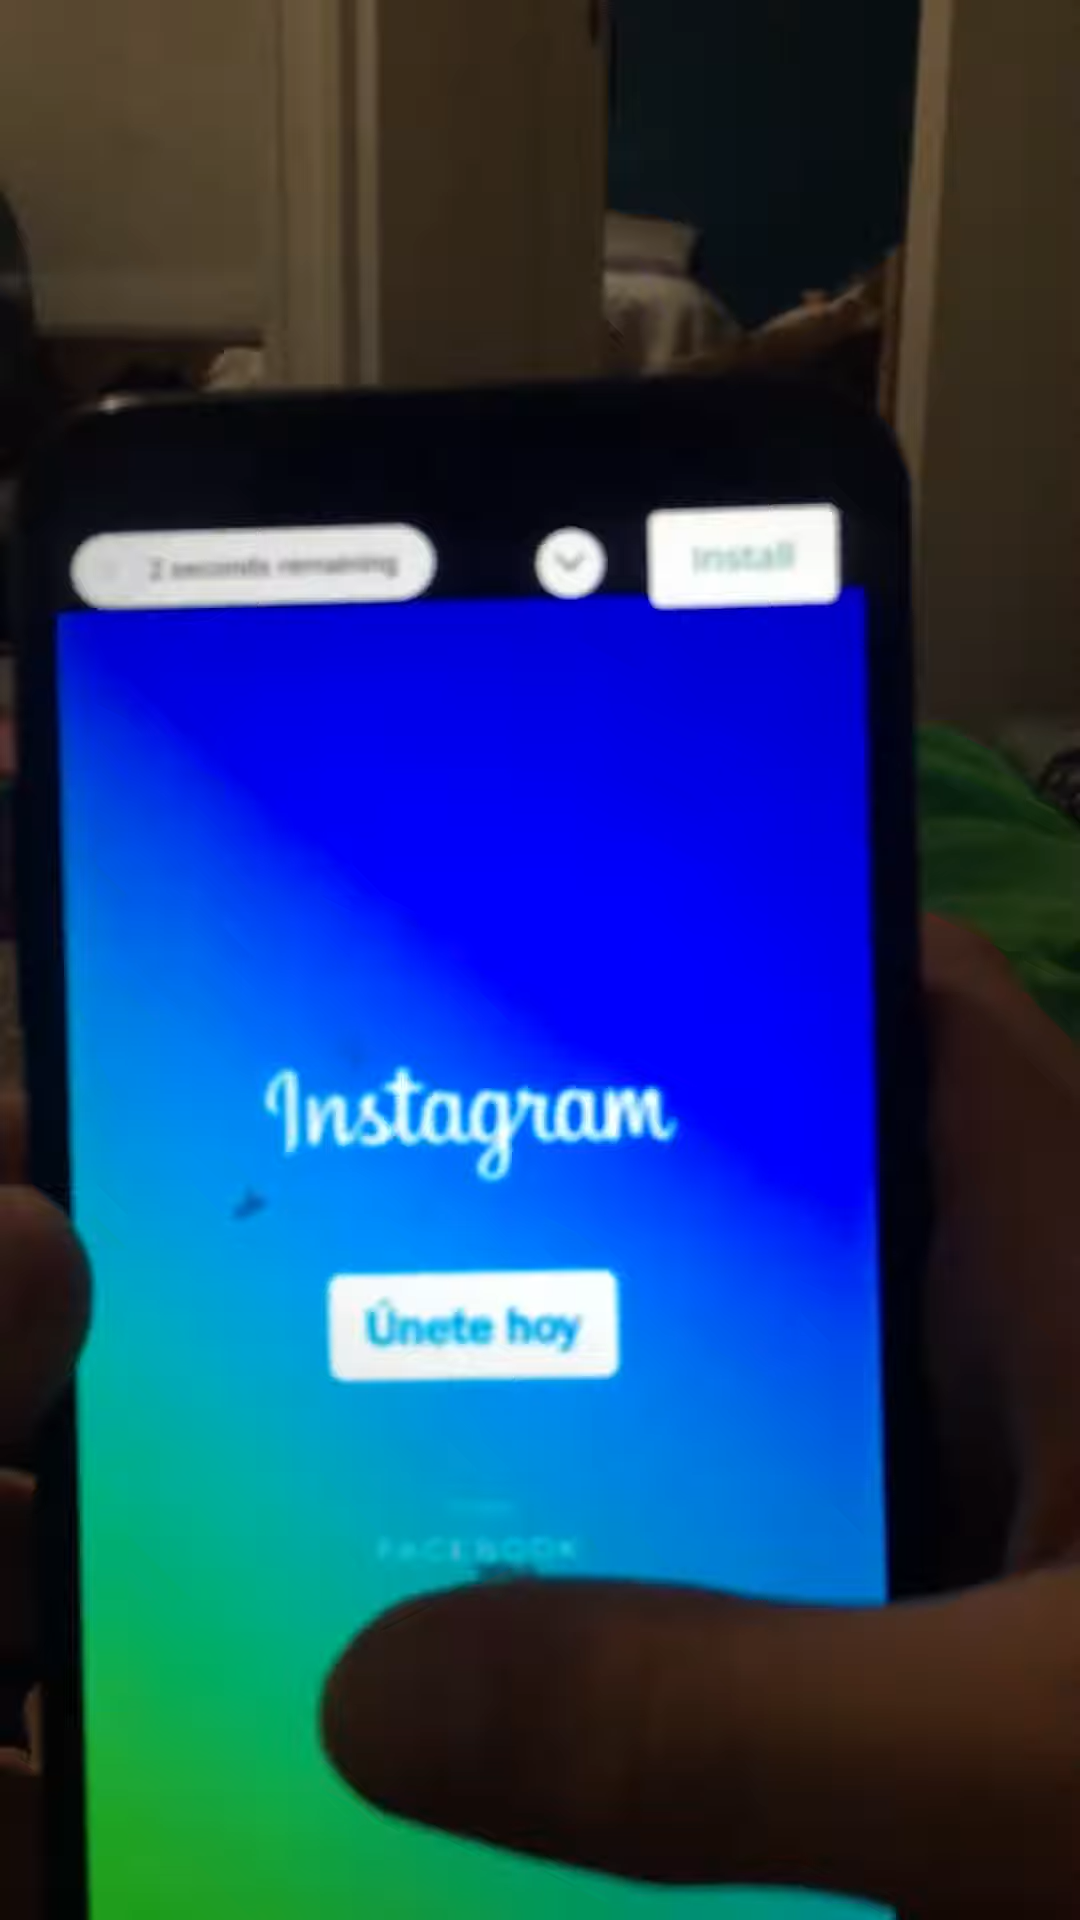 2 seconds remaining
Install
Instagram
Únete hoy
FACEBOOK